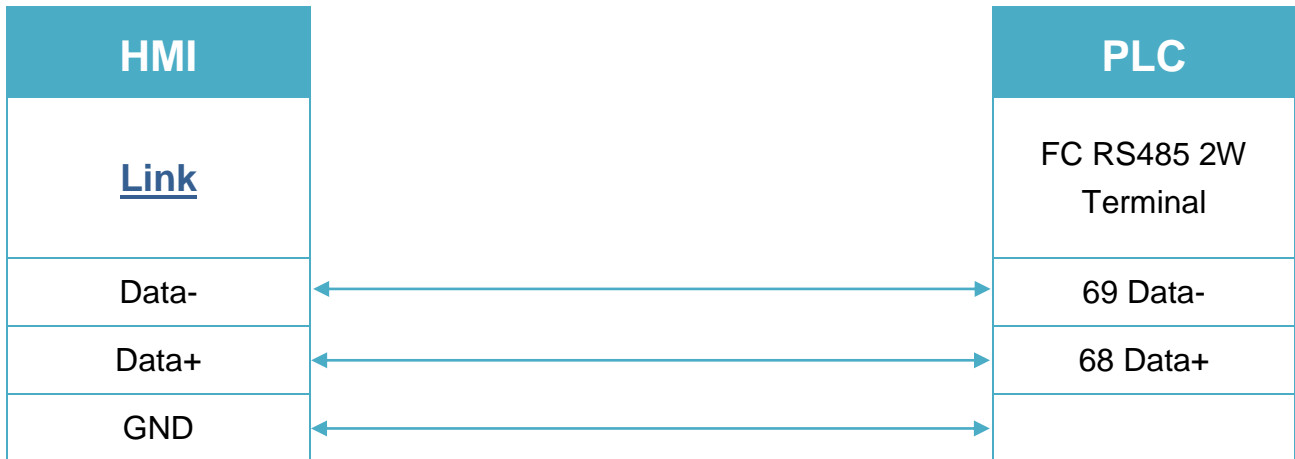 HMI
PLC
Link
FC RS485 2W
Terminal
Data-
69 Data-
Data+
68 Data+
GND